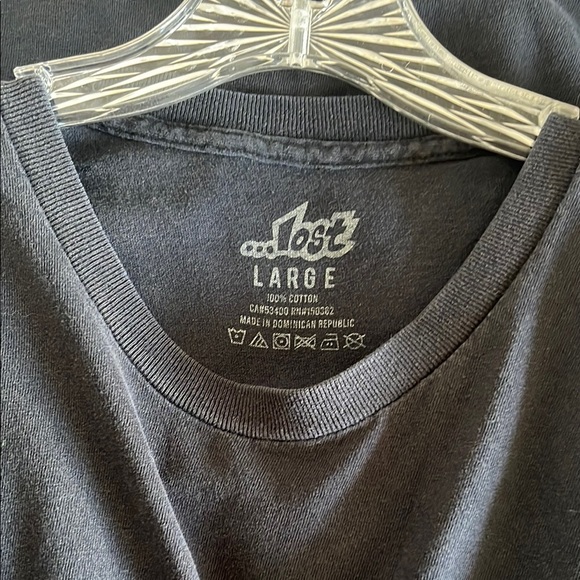 ...Lost
LARGE
100% COTTON
CA#53400 RN#150362
MADE IN DOMINICAN REPUBLIC